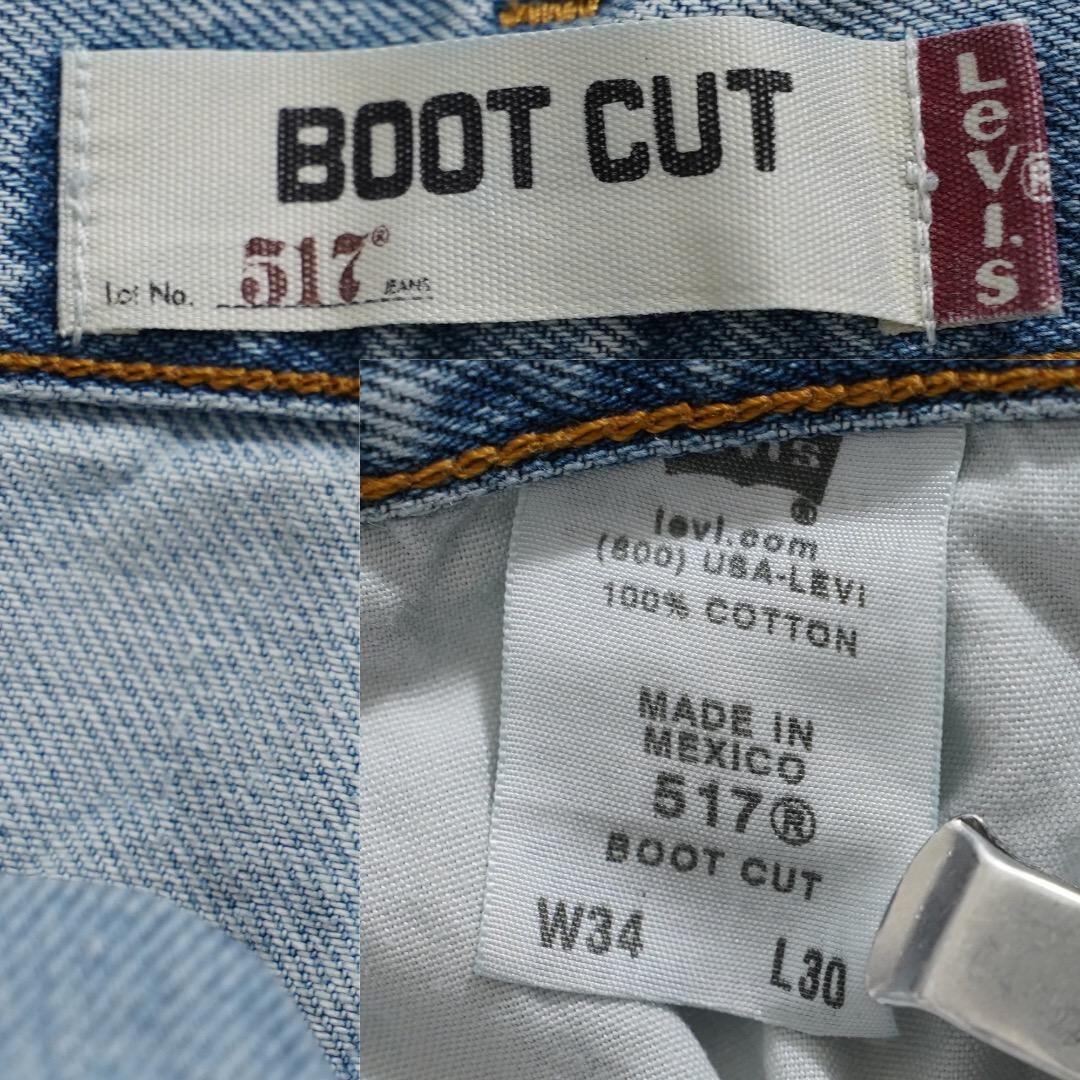 BOOT CUT
Lot No. 517® JEANS
Levi's
®
®
levi.com
(800) USA-LEVI
100% COTTON
MADE IN
MEXICO
517®
BOOT CUT
W34
L30